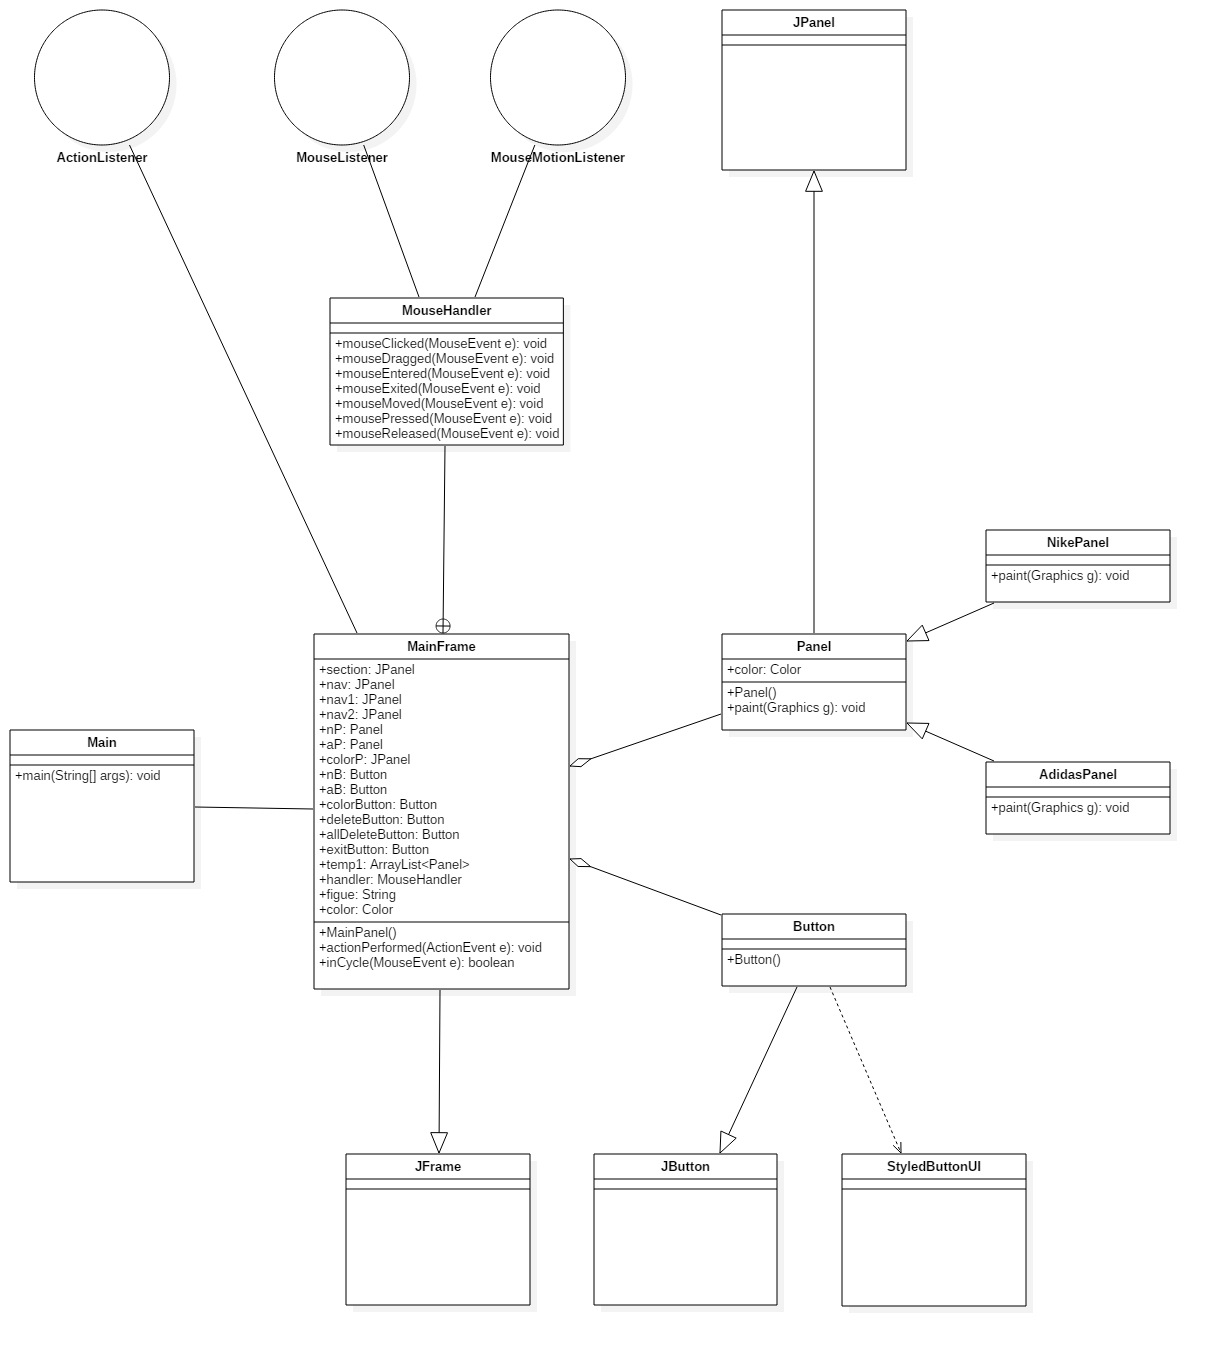 ActionListener
MouseListener
MouseMotionListener
JPanel
MouseHandler
+mouseClicked(MouseEvent e): void
+mouseDragged(MouseEvent e): void
+mouseEntered(MouseEvent e): void
+mouseExited(MouseEvent e): void
+mouseMoved(MouseEvent e): void
+mousePressed(MouseEvent e): void
+mouseReleased(MouseEvent e): void
NikePanel
+paint(Graphics g): void
MainFrame
+section: JPanel
+nav: JPanel
+nav1: JPanel
+nav2: JPanel
+nP: Panel
+aP: Panel
+colorP: JPanel
+nB: Button
+aB: Button
+colorButton: Button
+deleteButton: Button
+allDeleteButton: Button
+exitButton: Button
+temp1: ArrayList<Panel>
+handler: MouseHandler
+figue: String
+color: Color
+MainPanel()
+actionPerformed(ActionEvent e): void
+inCycle(MouseEvent e): boolean
Panel
+color: Color
+Panel()
+paint(Graphics g): void
Main
+main(String[] args): void
AdidasPanel
+paint(Graphics g): void
Button
+Button()
JFrame
JButton
StyledButtonUI